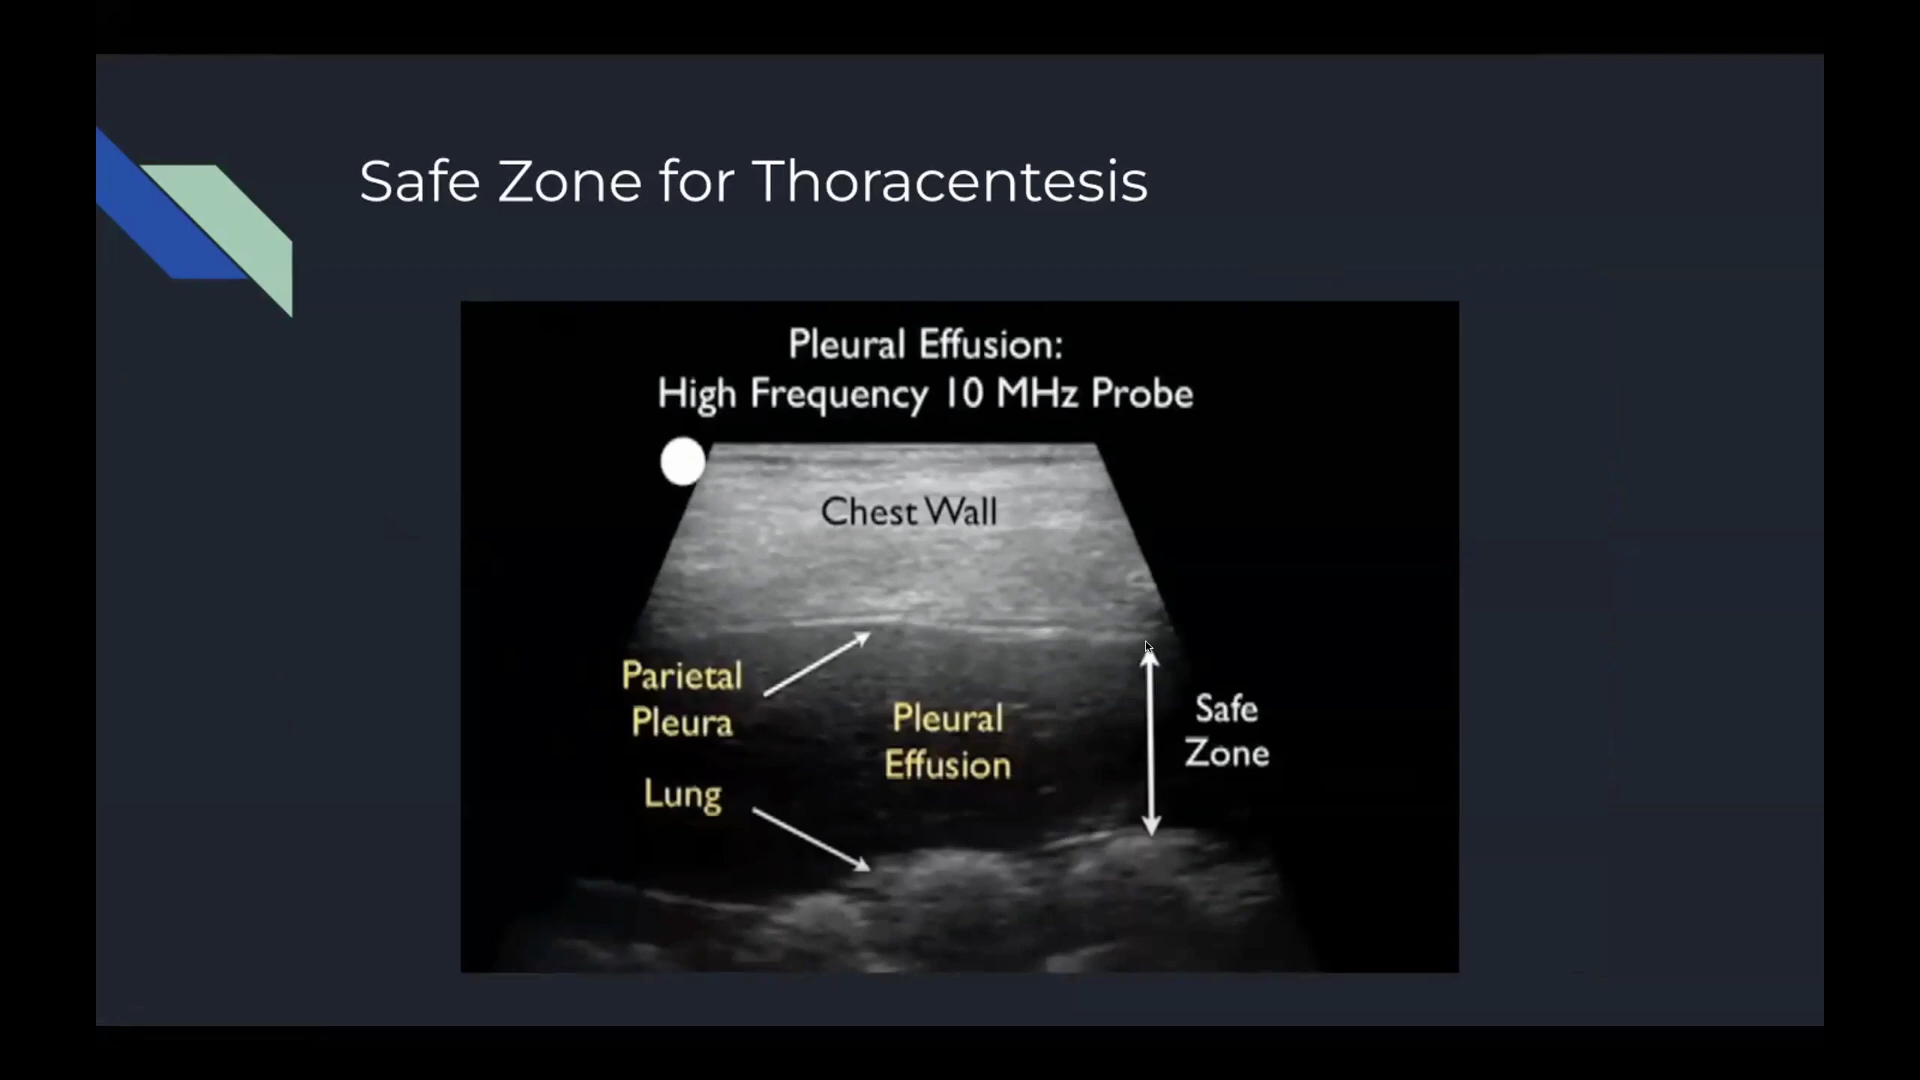 Safe Zone for Thoracentesis
Pleural Effusion:
High Frequency 10 MHz Probe
Chest Wall
Parietal
Pleura
Pleural
Effusion
Safe
Zone
Lung